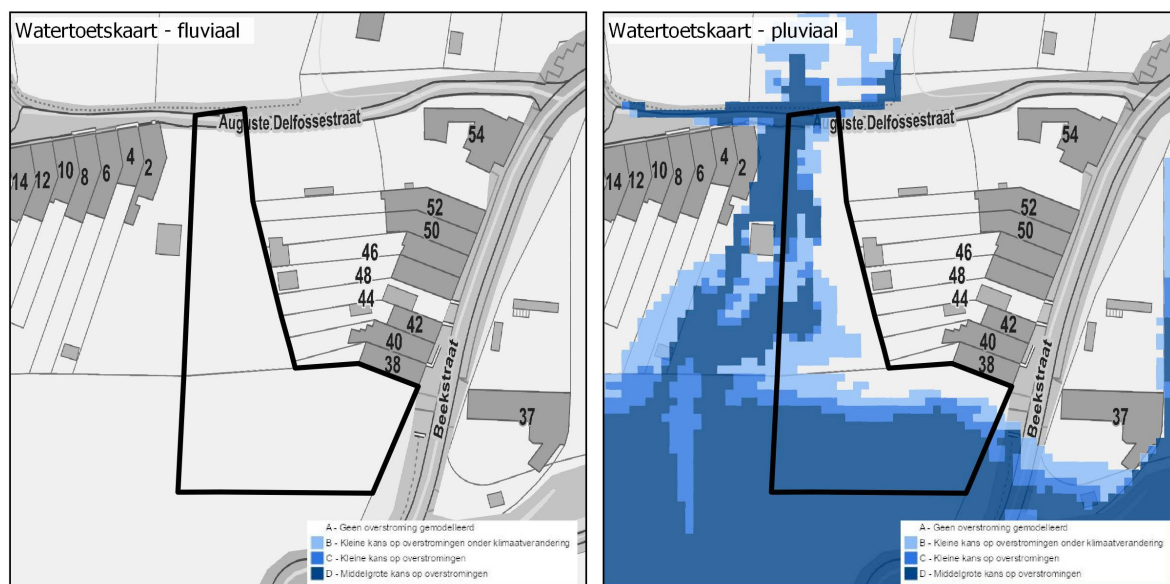 Watertoetskaart - fluviaal
Auguste Delfossestraat
54
14 12 10 8 6 4 2
52
50
46
48
44
42
40
38
37
Beekstraat
A - Geen overstroming gemodelleerd
B - Kleine kans op overstromingen onder klimaatverandering
C - Kleine kans op overstromingen
D - Middelgrote kans op overstromingen
Watertoetskaart - pluviaal
Auguste Delfossestraat
54
14 12 10 8 6 4 2
52
50
46
48
44
42
40
38
37
Beekstraat
A - Geen overstroming gemodelleerd
B - Kleine kans op overstromingen onder klimaatverandering
C - Kleine kans op overstromingen
D - Middelgrote kans op overstromingen